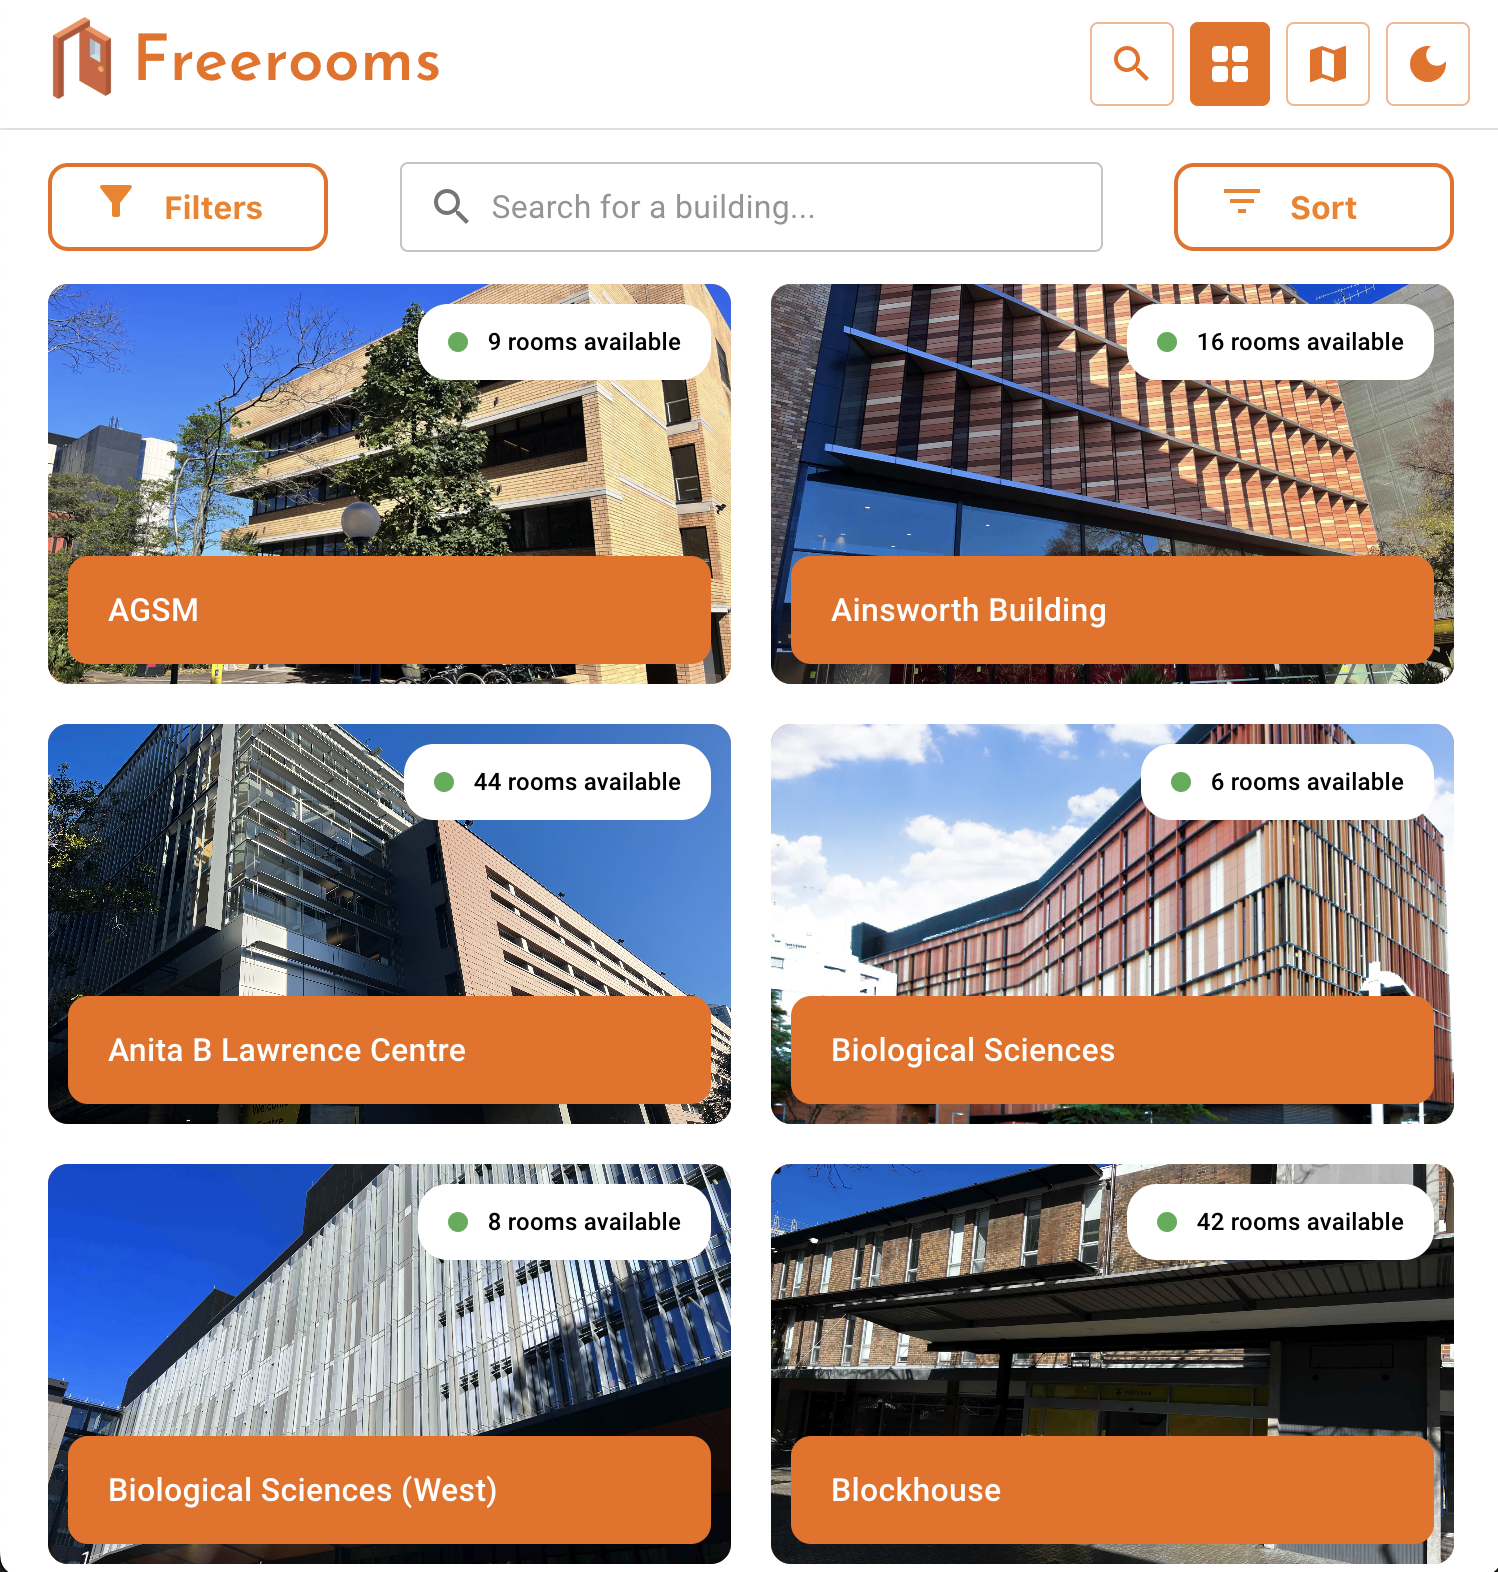 Freerooms
Filters
Search for a building...
Sort
9 rooms available
16 rooms available
AGSM
Ainsworth Building
44 rooms available
6 rooms available
Anita B Lawrence Centre
Biological Sciences
8 rooms available
42 rooms available
Biological Sciences (West)
Blockhouse